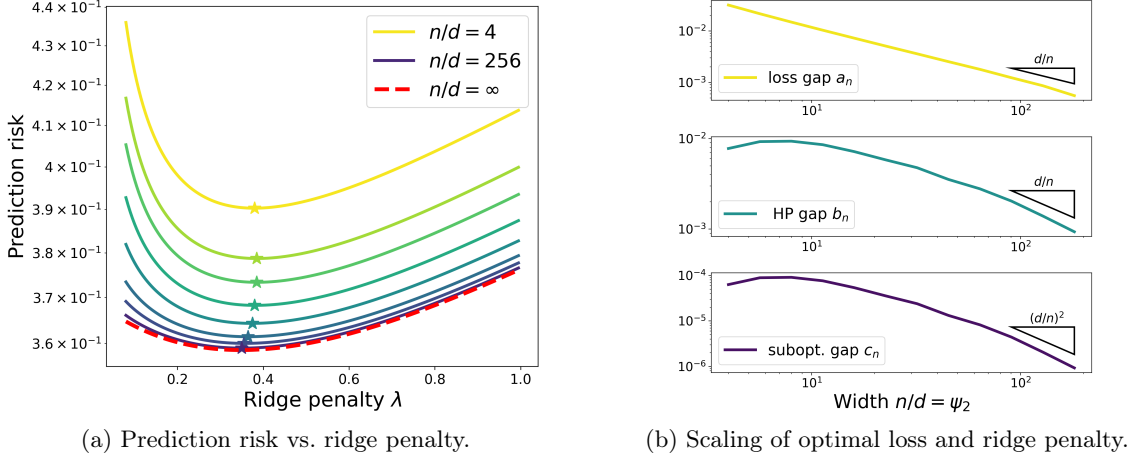 4.4 × 10⁻¹
4.3 × 10⁻¹
4.2 × 10⁻¹
4.1 × 10⁻¹
4 × 10⁻¹
3.9 × 10⁻¹
3.8 × 10⁻¹
3.7 × 10⁻¹
3.6 × 10⁻¹
Prediction risk
n/d = 4
n/d = 256
n/d = ∞
0.2 0.4 0.6 0.8 1.0
Ridge penalty λ
(a) Prediction risk vs. ridge penalty.
10⁻²
10⁻³
loss gap aₙ
d/n
10¹ 10²
10⁻²
10⁻³
HP gap bₙ
d/n
10¹ 10²
10⁻⁴
10⁻⁵
10⁻⁶
subopt. gap cₙ
(d/n)²
10¹ 10²
Width n/d = ψ₂
(b) Scaling of optimal loss and ridge penalty.